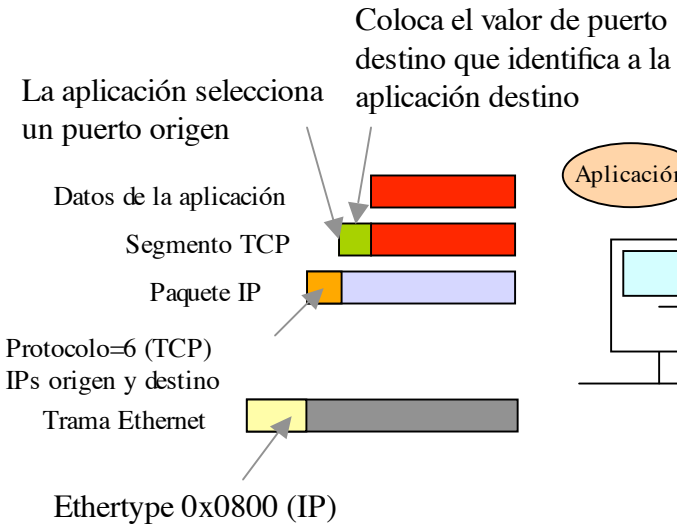 Coloca el valor de puerto
destino que identifica a la
aplicación destino
La aplicación selecciona
un puerto origen
Datos de la aplicación
Aplicación
Segmento TCP
Paquete IP
Protocolo=6 (TCP)
IPs origen y destino
Trama Ethernet
Ethertype 0x0800 (IP)